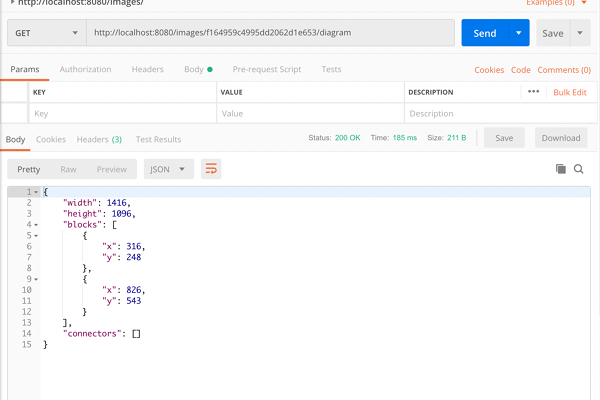 http://localhost:8080/images/
Examples (0)
GET http://localhost:8080/images/f164959c4995dd2062d1e653/diagram Send Save
Params Authorization Headers Body Pre-request Script Tests Cookies Code Comments (0)
KEY VALUE DESCRIPTION ••• Bulk Edit
Key Value Description
Body Cookies Headers (3) Test Results Status: 200 OK Time: 185 ms Size: 211 B Save Download
Pretty Raw Preview JSON
1 {
2 "width": 1416,
3 "height": 1096,
4 "blocks": [
5 {
6 "x": 316,
7 "y": 248
8 },
9 {
10 "x": 826,
11 "y": 543
12 }
13 ],
14 "connectors": []
15 }